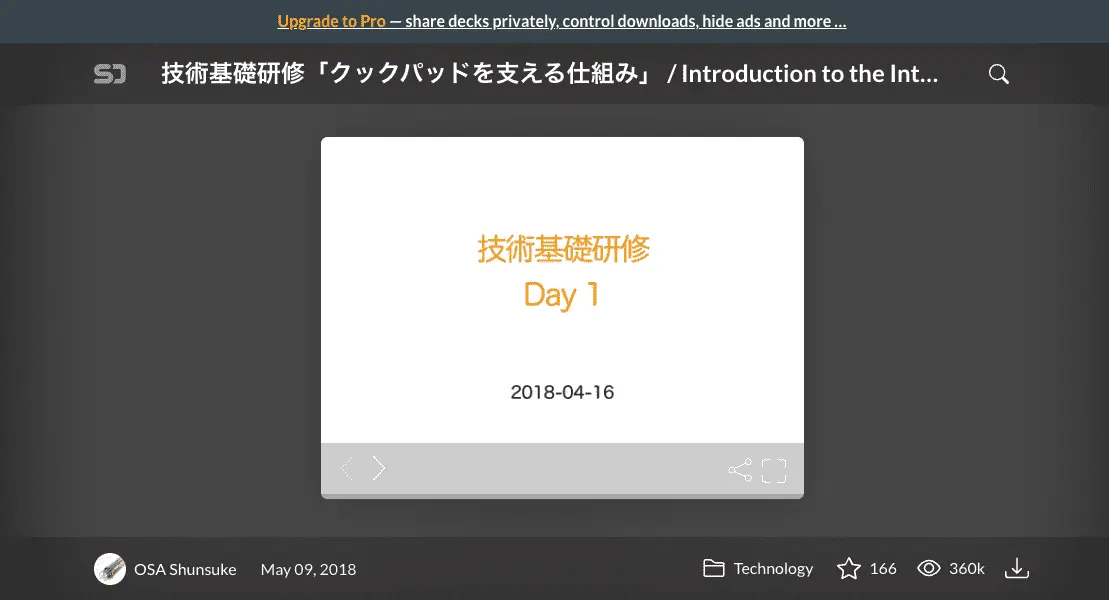 Upgrade to Pro — share decks privately, control downloads, hide ads and more …
SD 技術基礎研修「クックパッドを支える仕組み」 / Introduction to the Int…
技術基礎研修
Day 1
2018-04-16
OSA Shunsuke May 09, 2018 Technology 166 360k